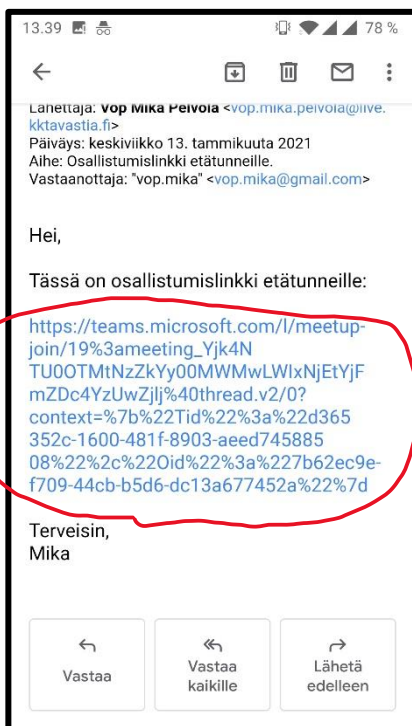 13.39 78 %
Lähettäjä: Vop Mika Pelvola <vop.mika.pelvola@live.
kktavastia.fi>
Päiväys: keskiviikko 13. tammikuuta 2021
Aihe: Osallistumislinkki etätunneille.
Vastaanottaja: "vop.mika" <vop.mika@gmail.com>
Hei,
Tässä on osallistumislinkki etätunneille:
https://teams.microsoft.com/l/meetup-
join/19%3ameeting_Yjk4N
TU0OTMtNzZkYy00MWMwLWIxNjEtYjF
mZDc4YzUwZjlj%40thread.v2/0?
context=%7b%22Tid%22%3a%22d365
352c-1600-481f-8903-aeed745885
08%22%2c%22Oid%22%3a%227b62ec9e-
f709-44cb-b5d6-dc13a677452a%22%7d
Terveisin,
Mika
Vastaa
Vastaa
kaikille
Lähetä
edelleen